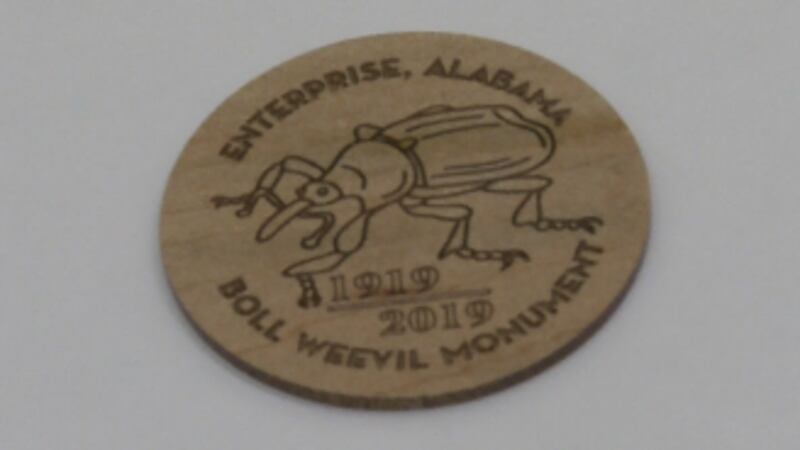 ENTERPRISE, ALABAMA
1919
2019
BOLL WEEVIL MONUMENT